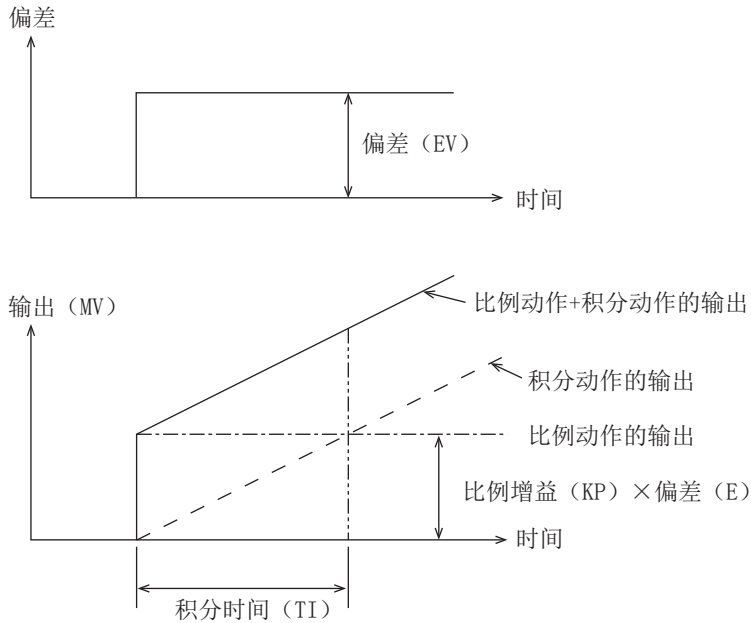 偏差
偏差（EV）
时间
输出（MV）
比例动作+积分动作的输出
积分动作的输出
比例动作的输出
比例增益（KP）×偏差（E）
时间
积分时间（TI）